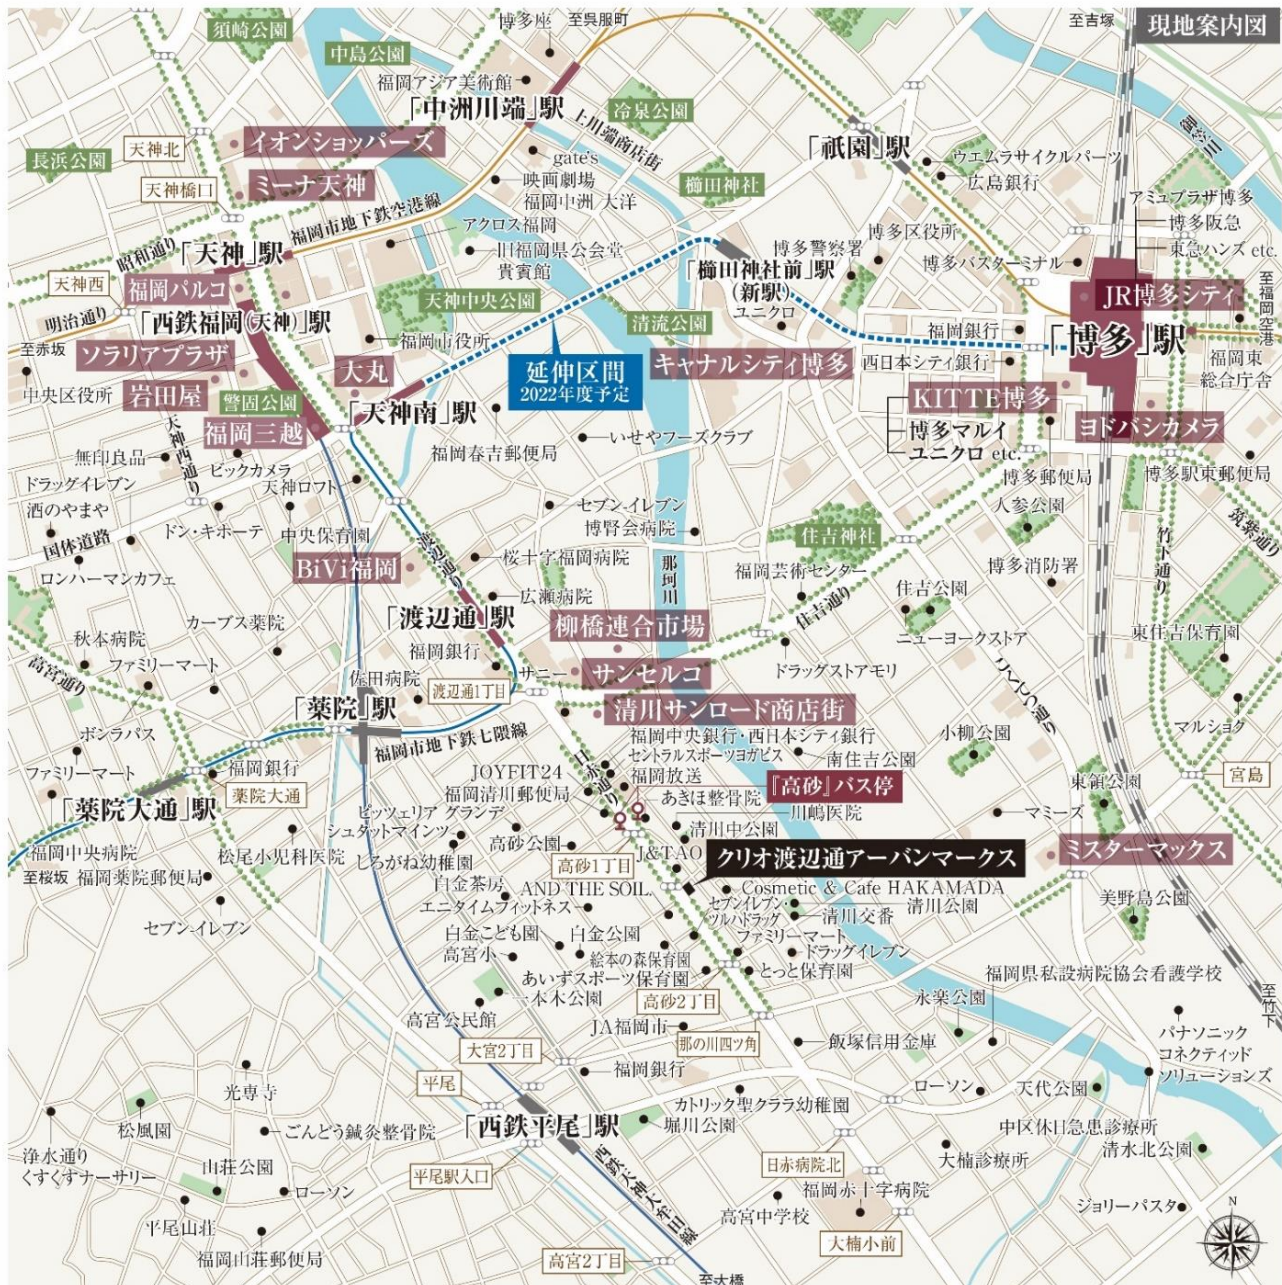 現地案内図
須崎公園
中島公園
博多座
至呉服町
至吉塚
福岡アジア美術館
「中洲川端」駅
冷泉公園
上川端商店街
御笠川
天神北
イオンショッパーズ
長浜公園
ミーナ天神
天神橋口
gate's
映画劇場
福岡中洲 大洋
櫛田神社
「祇園」駅
ウエムラサイクルパーツ
広島銀行
アミュプラザ博多
博多阪急
東急ハンズ etc.
福岡市地下鉄空港線
アクロス福岡
昭和通り
「天神」駅
旧福岡県公会堂
貴賓館
博多警察署
博多区役所
博多バスターミナル
「櫛田神社前」駅
(新駅)
ユニクロ
天神西
福岡パルコ
天神中央公園
清流公園
JR博多シティ
至福岡空港
明治通り
「西鉄福岡(天神)」駅
福岡市役所
福岡銀行
「博多」駅
至赤坂
ソラリアプラザ
大丸
延伸区間
2022年度予定
キャナルシティ博多
西日本シティ銀行
福岡東
総合庁舎
中央区役所
岩田屋
警固公園
「天神南」駅
KITTE博多
福岡三越
博多マルイ
ユニクロ etc.
ヨドバシカメラ
天神西通り
いせやフーズクラブ
福岡春吉郵便局
無印良品
ビックカメラ
ドラッグイレブン
天神ロフト
博多郵便局
博多駅東郵便局
酒のやまや
ドン・キホーテ
中央保育園
セブン-イレブン
博腎会病院
人参公園
住吉神社
筑紫通り
国体道路
渡辺通り
竹下通り
ロンハーマンカフェ
BiVi福岡
桜十字福岡病院
那珂川
福岡芸術センター
博多消防署
広瀬病院
住吉通り
住吉公園
カーブス薬院
「渡辺通」駅
柳橋連合市場
秋本病院
ニューヨークストア
東住吉保育園
ファミリーマート
福岡銀行
サニー
サンセルコ
ドラッグストアモリ
高宮通り
佐田病院
渡辺通1丁目
清川サンロード商店街
「薬院」駅
福岡中央銀行・西日本シティ銀行
マルショク
ボンラパス
福岡市地下鉄七隈線
セントラルスポーツヨガピス
南住吉公園
小柳公園
日赤通り
福岡放送
ファミリーマート
福岡銀行
JOYFIT24
福岡清川郵便局
あきほ整骨院
『高砂』バス停
東領公園
宮島
「薬院大通」駅
薬院大通
ピッツェリア グランデ
川嶋医院
マミーズ
シュダットマインツ
清川中公園
福岡中央病院
松尾小児科医院
高砂公園
J&TAO
しろがね幼稚園
高砂1丁目
クリオ渡辺通アーバンマークス
ミスターマックス
至桜坂
福岡薬院郵便局
白金茶房
AND THE SOIL.
Cosmetic & Cafe HAKAMADA
エニタイムフィットネス
セブンイレブン・
ツルハドラッグ
清川公園
清川交番
美野島公園
セブン-イレブン
白金こども園
白金公園
ファミリーマート
ドラッグイレブン
高宮小
絵本の森保育園
あいずスポーツ保育園
とっと保育園
福岡県私設病院協会看護学校
一本木公園
高砂2丁目
永楽公園
至竹下
高宮公民館
JA福岡市
那の川四ツ角
大宮2丁目
飯塚信用金庫
パナソニック
コネクティッド
ソリューションズ
福岡銀行
光専寺
平尾
ローソン
天代公園
カトリック聖クララ幼稚園
松風園
ごんどう鍼灸整骨院
「西鉄平尾」駅
堀川公園
中区休日急患診療所
浄水通り
くすくすナーサリー
山荘公園
平尾駅入口
大楠診療所
清水北公園
日赤病院北
西鉄天神大牟田線
ローソン
福岡赤十字病院
平尾山荘
高宮中学校
ジョリーパスタ
N
福岡山荘郵便局
大楠小前
高宮2丁目
至大橋